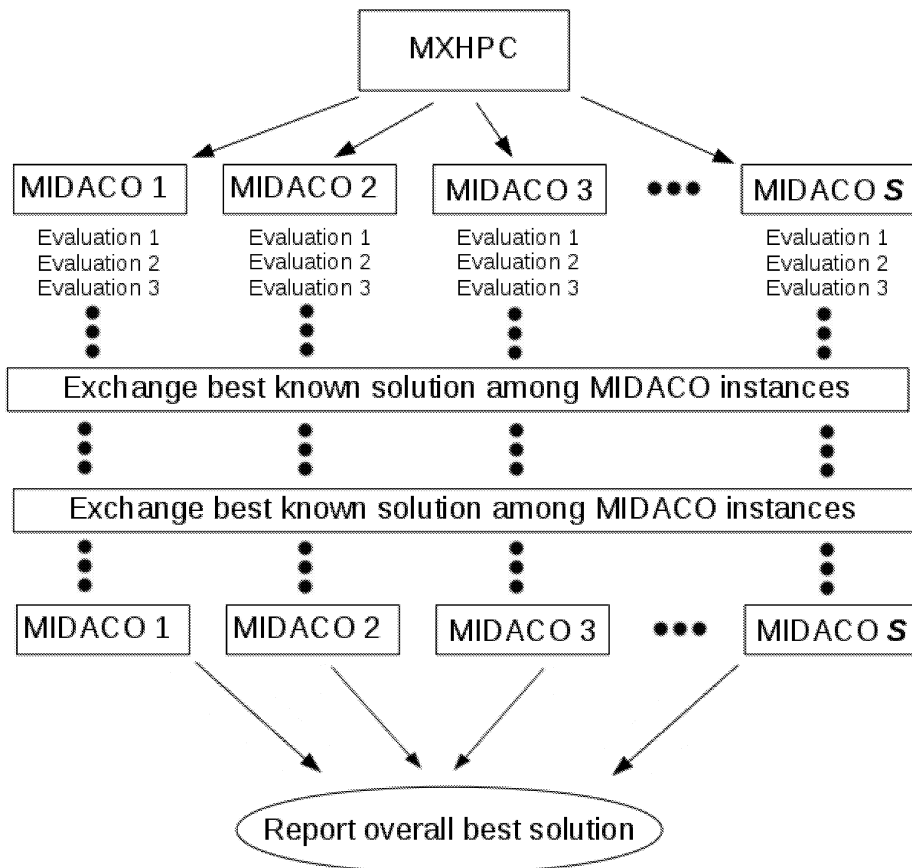 MXHPC
MIDACO 1 MIDACO 2 MIDACO 3 MIDACO S
Evaluation 1 Evaluation 1 Evaluation 1 Evaluation 1
Evaluation 2 Evaluation 2 Evaluation 2 Evaluation 2
Evaluation 3 Evaluation 3 Evaluation 3 Evaluation 3
Exchange best known solution among MIDACO instances
Exchange best known solution among MIDACO instances
MIDACO 1 MIDACO 2 MIDACO 3 MIDACO S
Report overall best solution